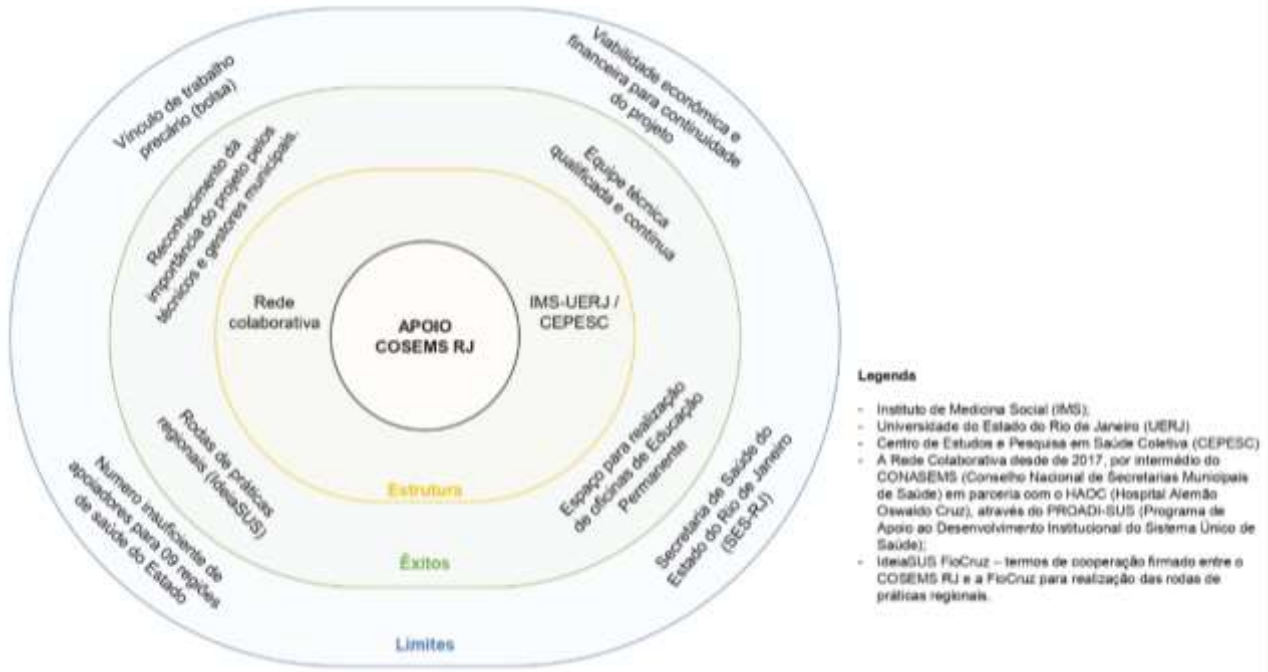 Vínculo de trabalho
precário (bolsa)
Viabilidade econômica e
financeira para continuidade
do projeto
Reconhecimento da
importância do projeto pelos
técnicos e gestores municipais.
Equipe técnica
qualificada e contínua
Rede
colaborativa
APOIO
COSEMS RJ
IMS-UERJ /
CEPESC
Rodas de práticas
regionais (IdeiaSUS)
Espaço para realização
de oficinas de Educação
Permanente
Numero insuficiente de
apoiadores para 09 regiões
de saúde do Estado
Secretaria de Saúde do
Estado do Rio de Janeiro
(SES-RJ)
Estrutura
Êxitos
Limites
Legenda
- Instituto de Medicina Social (IMS);
- Universidade do Estado do Rio de Janeiro (UERJ)
- Centro de Estudos e Pesquisa em Saúde Coletiva (CEPESC)
- A Rede Colaborativa desde de 2017, por intermédio do
CONASEMS (Conselho Nacional de Secretarias Municipais
de Saúde) em parceria com o HAOC (Hospital Alemão
Oswaldo Cruz), através do PROADI-SUS (Programa de
Apoio ao Desenvolvimento Institucional do Sistema Único de
Saúde);
- IdeiaSUS FioCruz – termos de cooperação firmado entre o
COSEMS RJ e a FioCruz para realização das rodas de
práticas regionais.